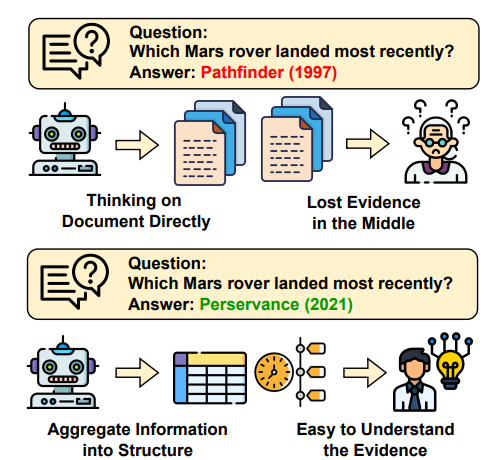 Question:
Which Mars rover landed most recently?
Answer: Pathfinder (1997)
Thinking on
Document Directly
Lost Evidence
in the Middle
Question:
Which Mars rover landed most recently?
Answer: Perservance (2021)
Aggregate Information
into Structure
Easy to Understand
the Evidence